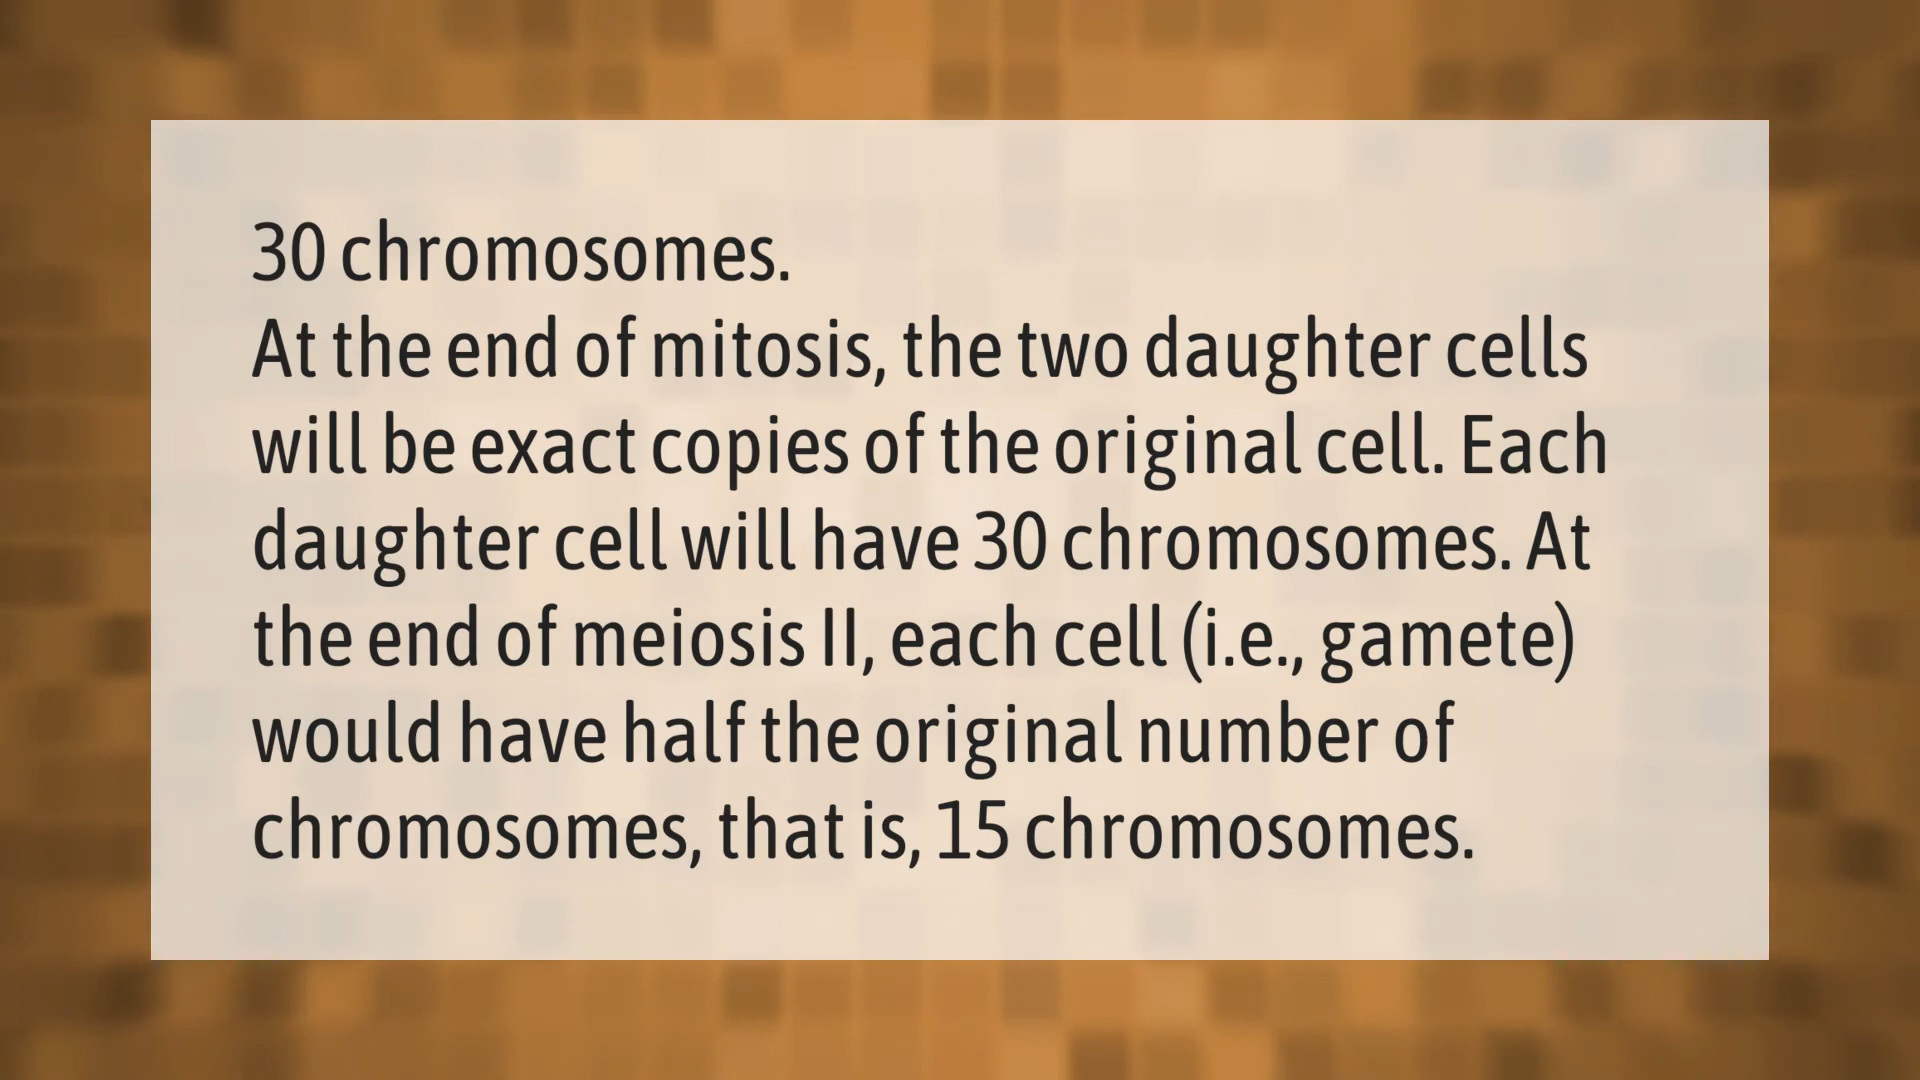 30 chromosomes.
At the end of mitosis, the two daughter cells
will be exact copies of the original cell. Each
daughter cell will have 30 chromosomes. At
the end of meiosis II, each cell (i.e., gamete)
would have half the original number of
chromosomes, that is, 15 chromosomes.